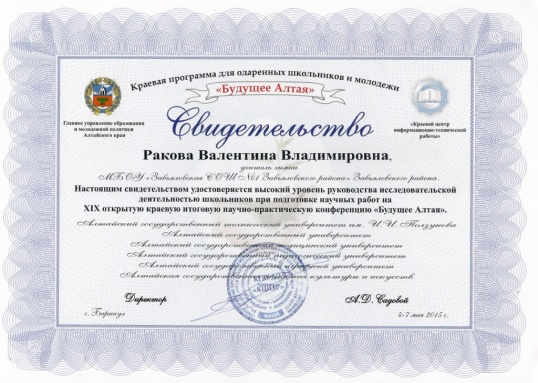 Краевая программа для одаренных школьников и молодежи
«Будущее Алтая»
Главное управление образования
и молодежной политики
Алтайского края
«Краевой центр
информационно-технической
работы»
Свидетельство
Ракова Валентина Владимировна,
учитель химии
МБОУ «Завьяловская СОШ №1 Завьяловского района» Завьяловского района.
Настоящим свидетельством удостоверяется высокий уровень руководства исследовательской
деятельностью школьников при подготовке научных работ на
XIX открытую краевую итоговую научно-практическую конференцию «Будущее Алтая».
Алтайский государственный технический университет им. И. И. Ползунова
Алтайский государственный университет
Алтайский государственный медицинский университет
Алтайский государственный педагогический университет
Алтайский государственный аграрный университет
Алтайская государственная культуры и искусств
Директор
А.Д. Садовой
г. Барнаул
4-7 мая 2015 г.